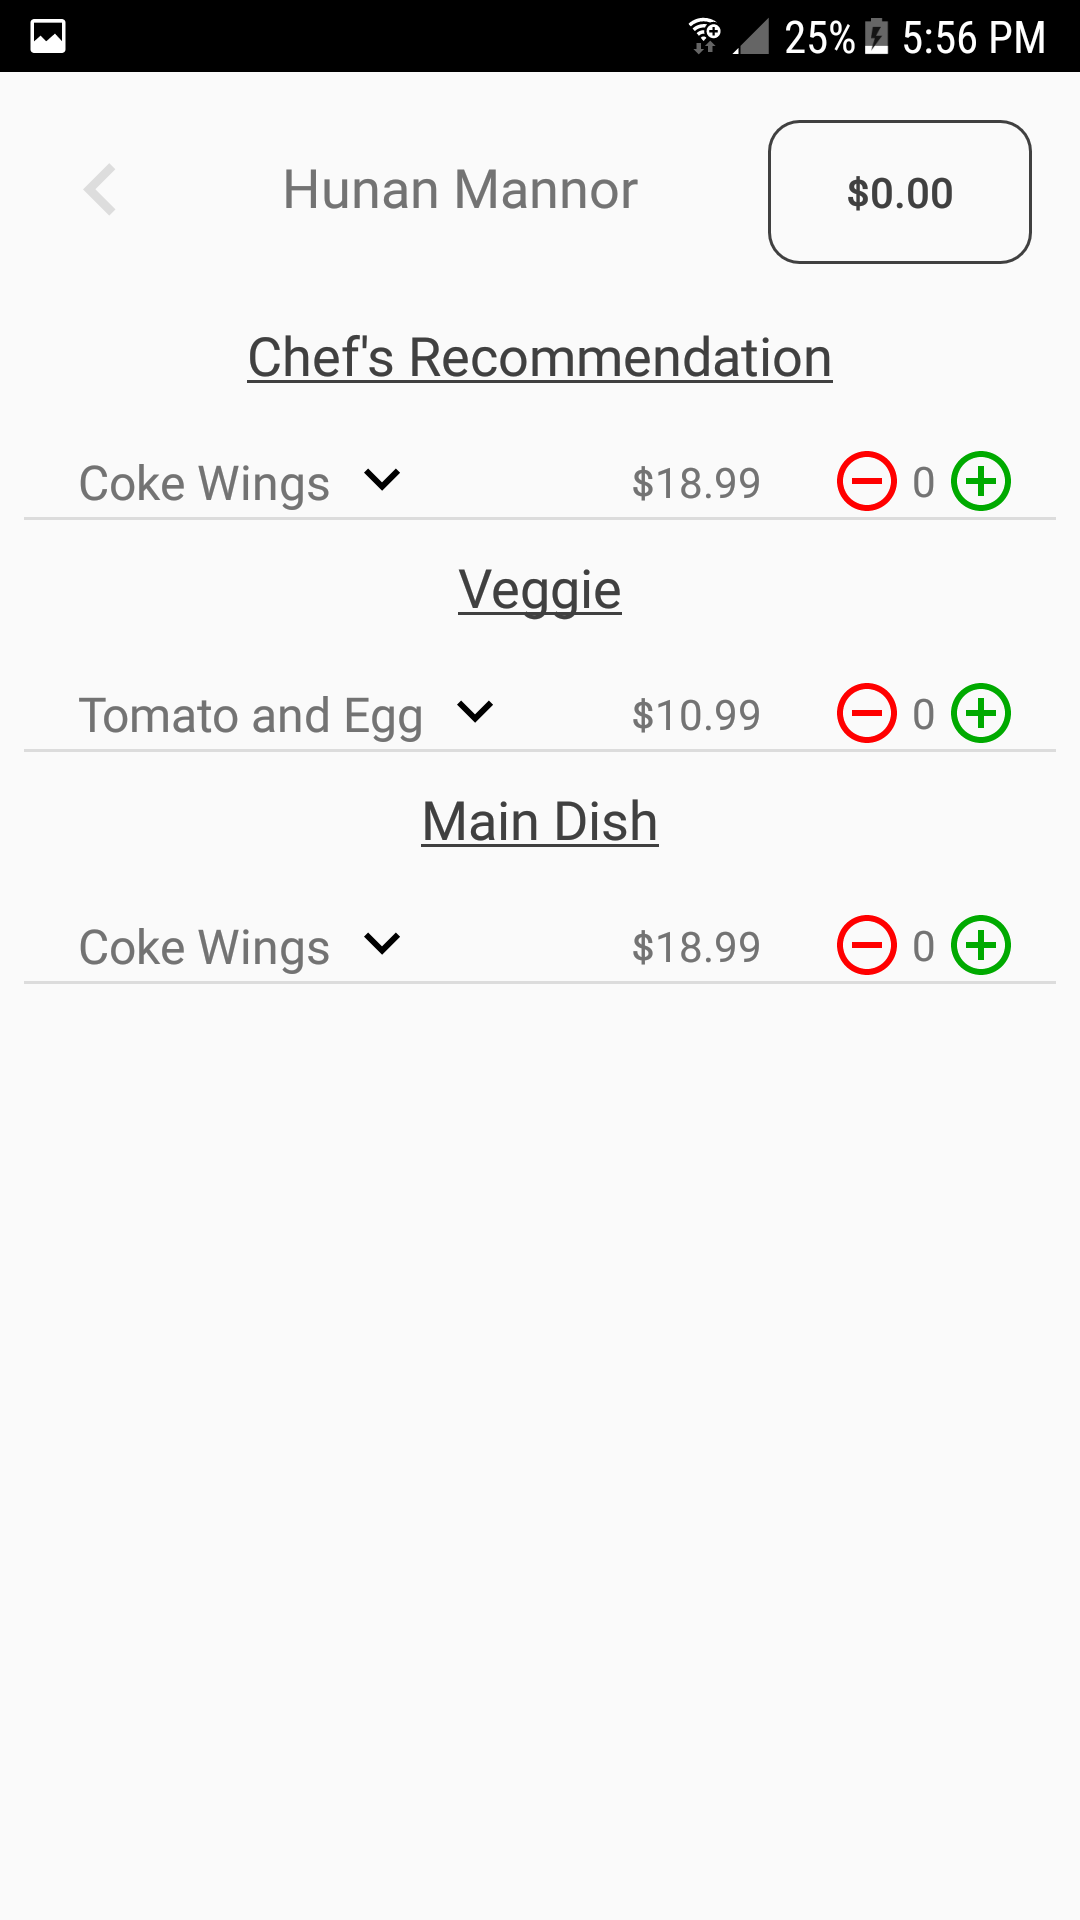 25% 5:56 PM
Hunan Mannor
$0.00
Chef's Recommendation
Coke Wings $18.99 0
Veggie
Tomato and Egg $10.99 0
Main Dish
Coke Wings $18.99 0